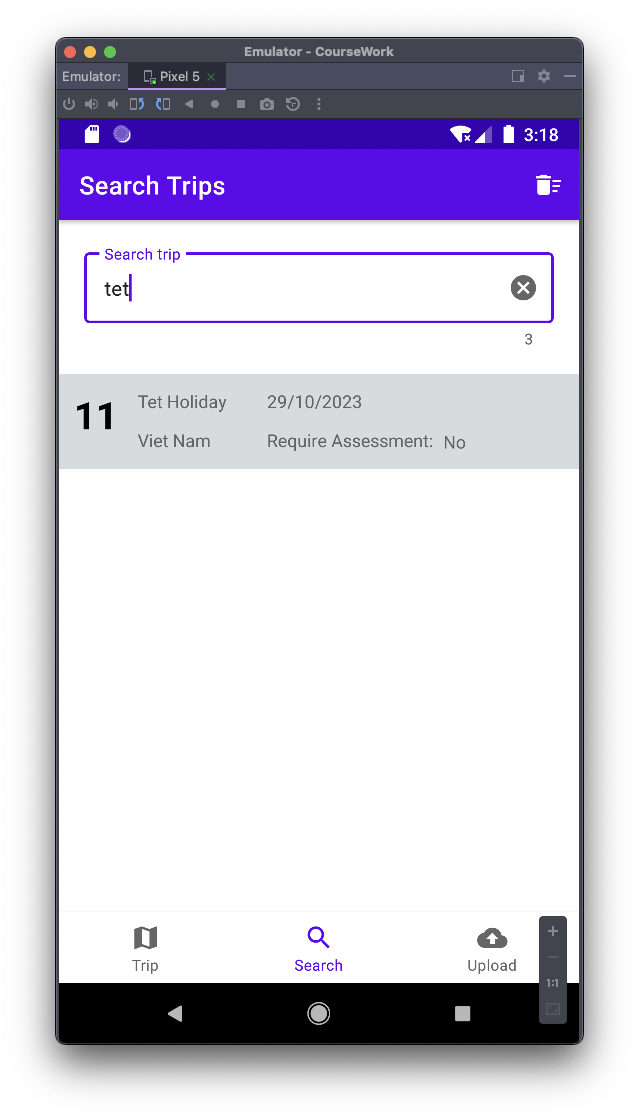 Emulator - CourseWork
Emulator: Pixel 5
3:18
Search Trips
Search trip
tet
3
11 Tet Holiday 29/10/2023
Viet Nam Require Assessment: No
Trip Search Upload
1:1